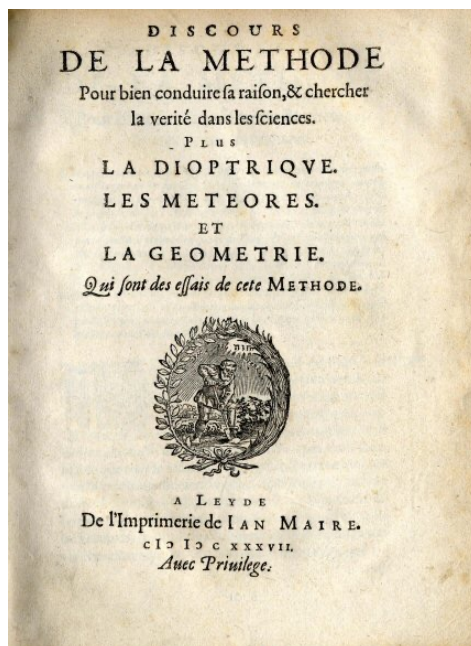 DISCOURS
DE LA METHODE
Pour bien conduire ſa raiſon, & chercher
la verité dans les ſciences.
PLUS
LA DIOPTRIQVE.
LES METEORES.
ET
LA GEOMETRIE.
Qui ſont des eſſais de cete METHODE.
A LEYDE
De l'Imprimerie de IAN MAIRE.
cIↄ Iↄ c xxxvii.
Auec Priuilege.